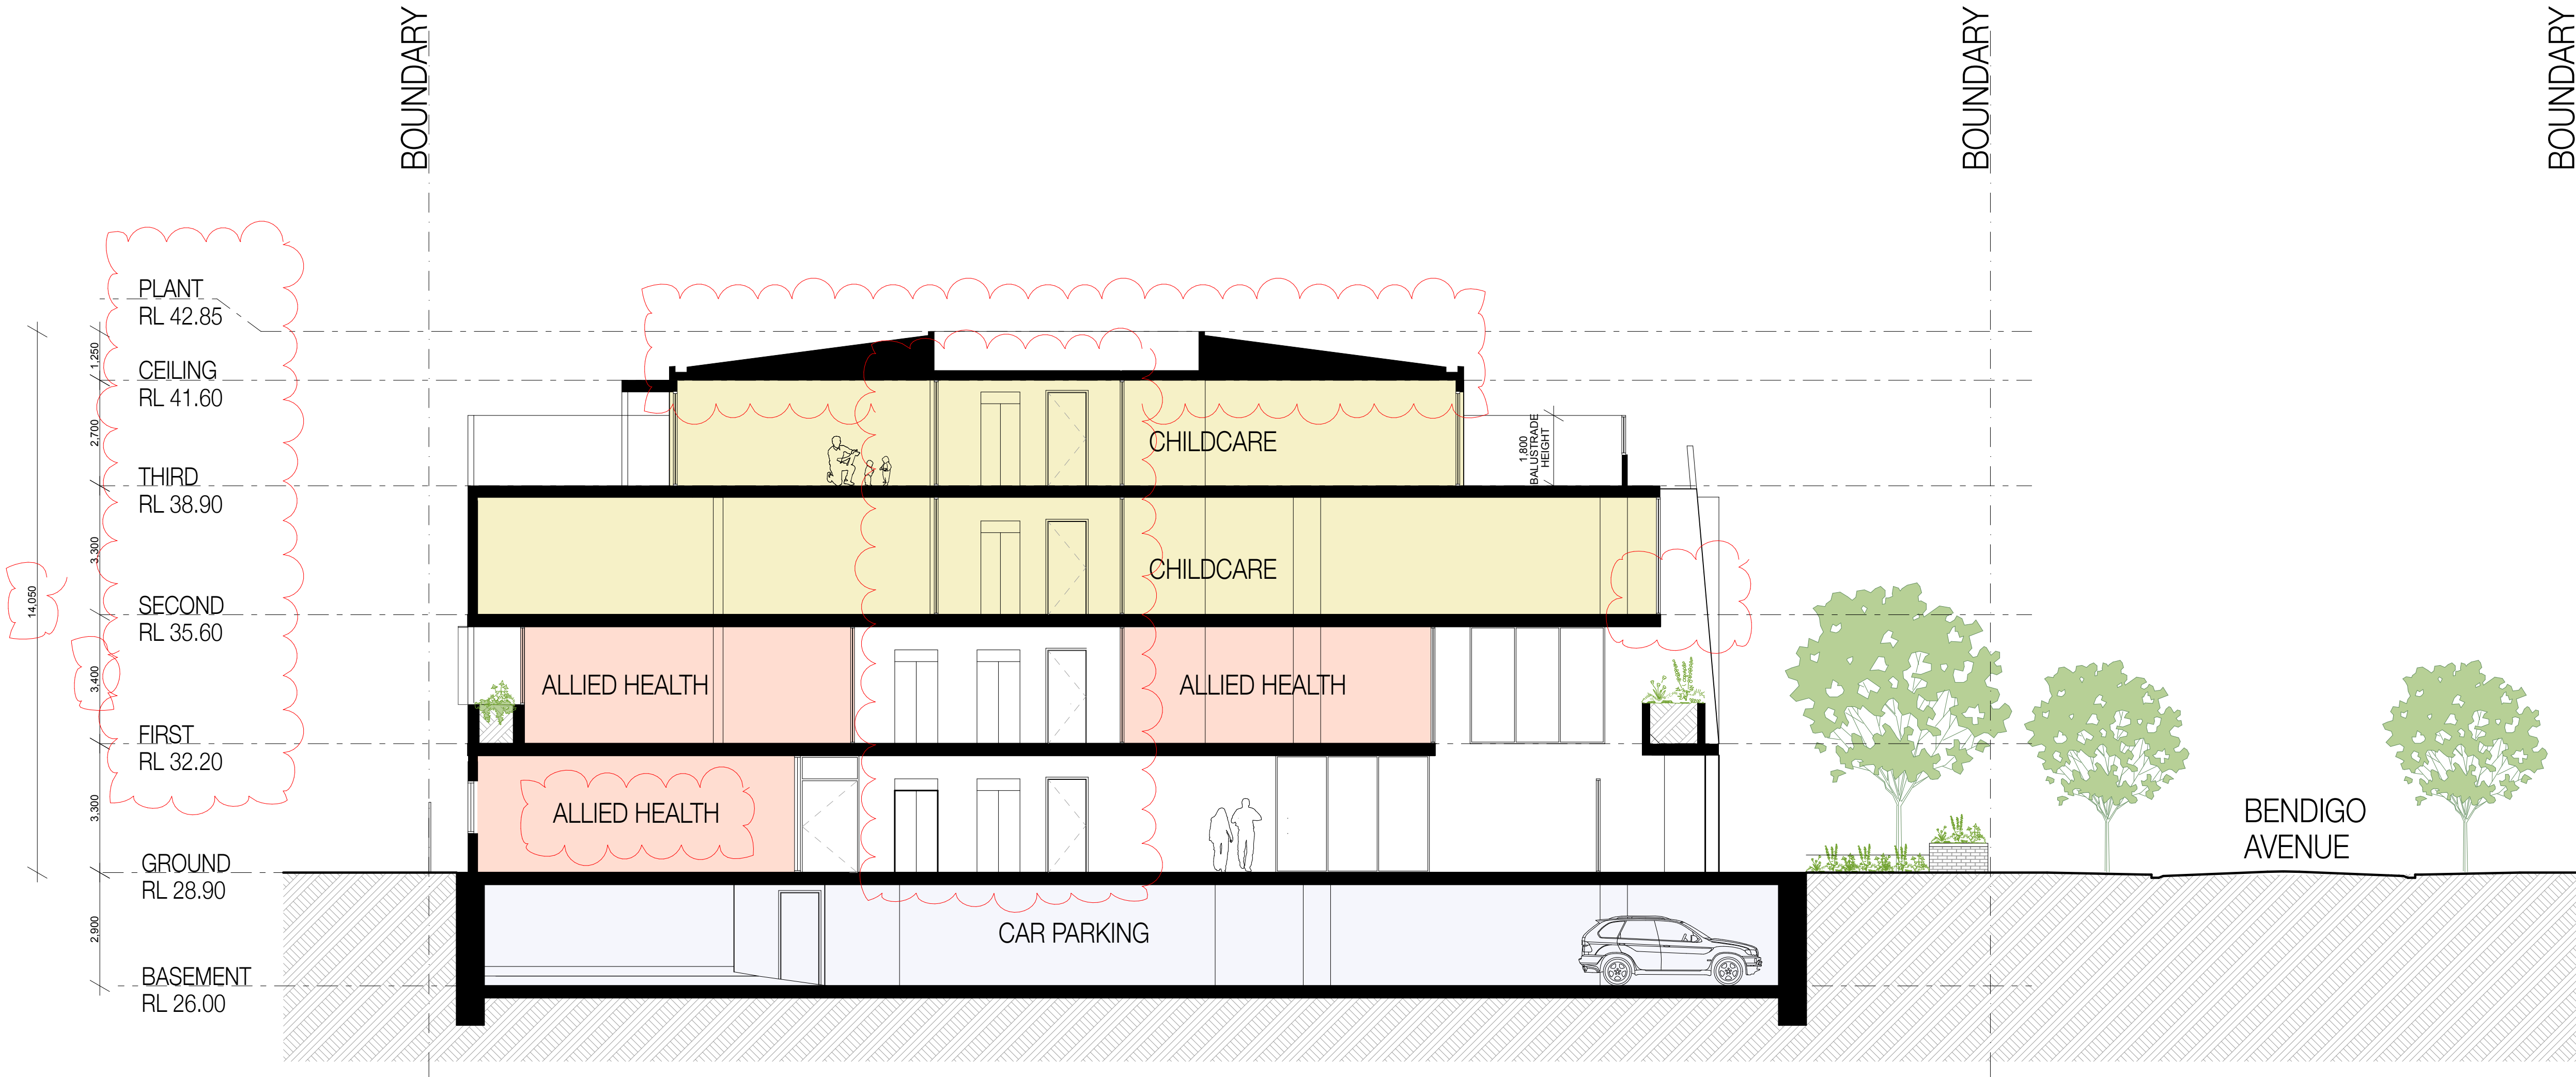 BOUNDARY
BOUNDARY
BOUNDARY
PLANT
RL 42.85
1,250
CEILING
RL 41.60
2,700
CHILDCARE
1,800
BALUSTRADE
HEIGHT
THIRD
RL 38.90
3,300
CHILDCARE
14,050
SECOND
RL 35.60
3,400
ALLIED HEALTH
ALLIED HEALTH
FIRST
RL 32.20
3,300
ALLIED HEALTH
BENDIGO
AVENUE
GROUND
RL 28.90
2,900
CAR PARKING
BASEMENT
RL 26.00